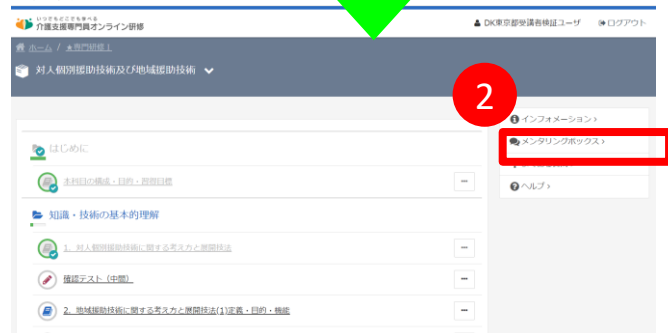 いつでもどこでも学べる
介護支援専門員オンライン研修
DK東京都受講者検証ユーザ ログアウト
ホーム / ★専門研修Ⅰ
対人個別援助技術及び地域援助技術
2
インフォメーション ›
はじめに
メンタリングボックス ›
本科目の構成・目的・習得目標
ヘルプ ›
知識・技術の基本的理解
1. 対人個別援助技術に関する考え方と展開技法
確認テスト(中間)
2. 地域援助技術に関する考え方と展開技法(1)定義・目的・機能